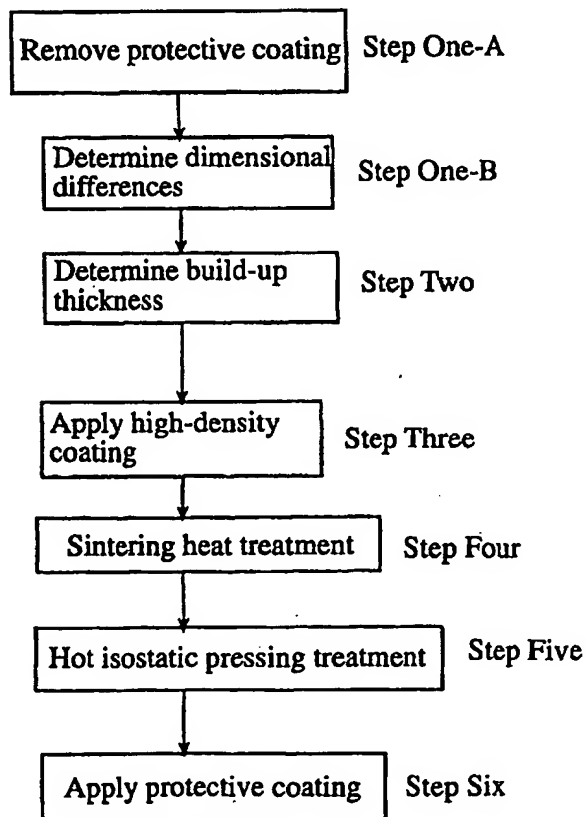 Remove protective coating Step One-A
Determine dimensional
differences
Step One-B
Determine build-up
thickness
Step Two
Apply high-density
coating
Step Three
Sintering heat treatment Step Four
Hot isostatic pressing treatment Step Five
Apply protective coating Step Six